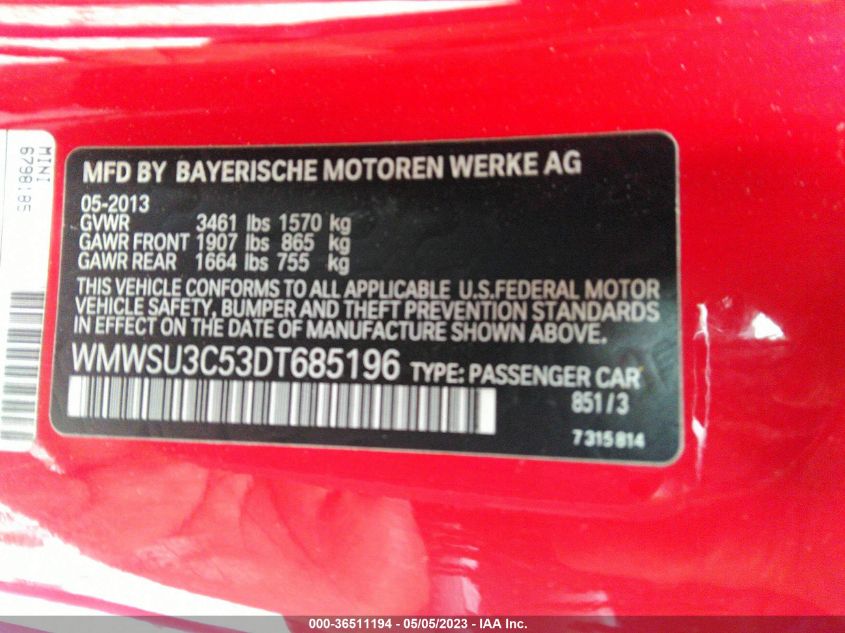 MINI
6798185
MFD BY BAYERISCHE MOTOREN WERKE AG
05-2013
GVWR 3461 lbs 1570 kg
GAWR FRONT 1907 lbs 865 kg
GAWR REAR 1664 lbs 755 kg
THIS VEHICLE CONFORMS TO ALL APPLICABLE U.S.FEDERAL MOTOR
VEHICLE SAFETY, BUMPER AND THEFT PREVENTION STANDARDS
IN EFFECT ON THE DATE OF MANUFACTURE SHOWN ABOVE.
WMWSU3C53DT685196 TYPE: PASSENGER CAR
851/3
7315814
000-36511194 - 05/05/2023 - IAA Inc.